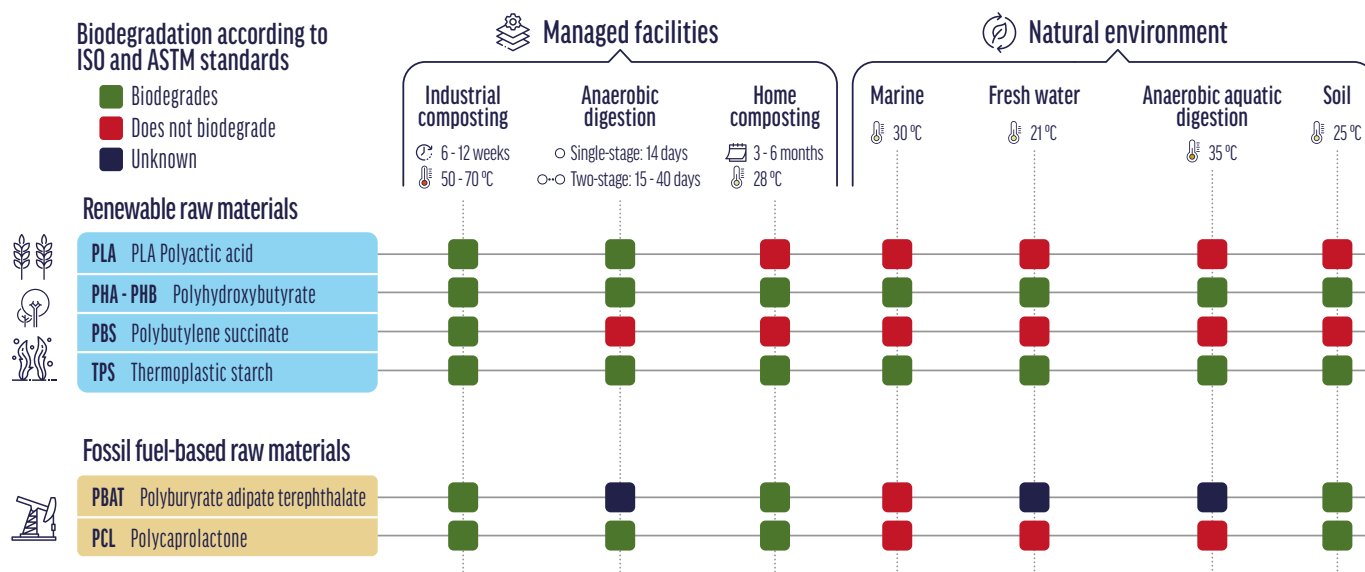 Biodegradation according to
ISO and ASTM standards
Biodegrades
Does not biodegrade
Unknown
Managed facilities
Natural environment
Industrial
composting
6 - 12 weeks
50 - 70 ºC
Anaerobic
digestion
Single-stage: 14 days
Two-stage: 15 - 40 days
Home
composting
3 - 6 months
28 ºC
Marine
30 ºC
Fresh water
21 ºC
Anaerobic aquatic
digestion
35 ºC
Soil
25 ºC
Renewable raw materials
PLA PLA Polyactic acid
PHA - PHB Polyhydroxybutyrate
PBS Polybutylene succinate
TPS Thermoplastic starch
Fossil fuel-based raw materials
PBAT Polyburyrate adipate terephthalate
PCL Polycaprolactone